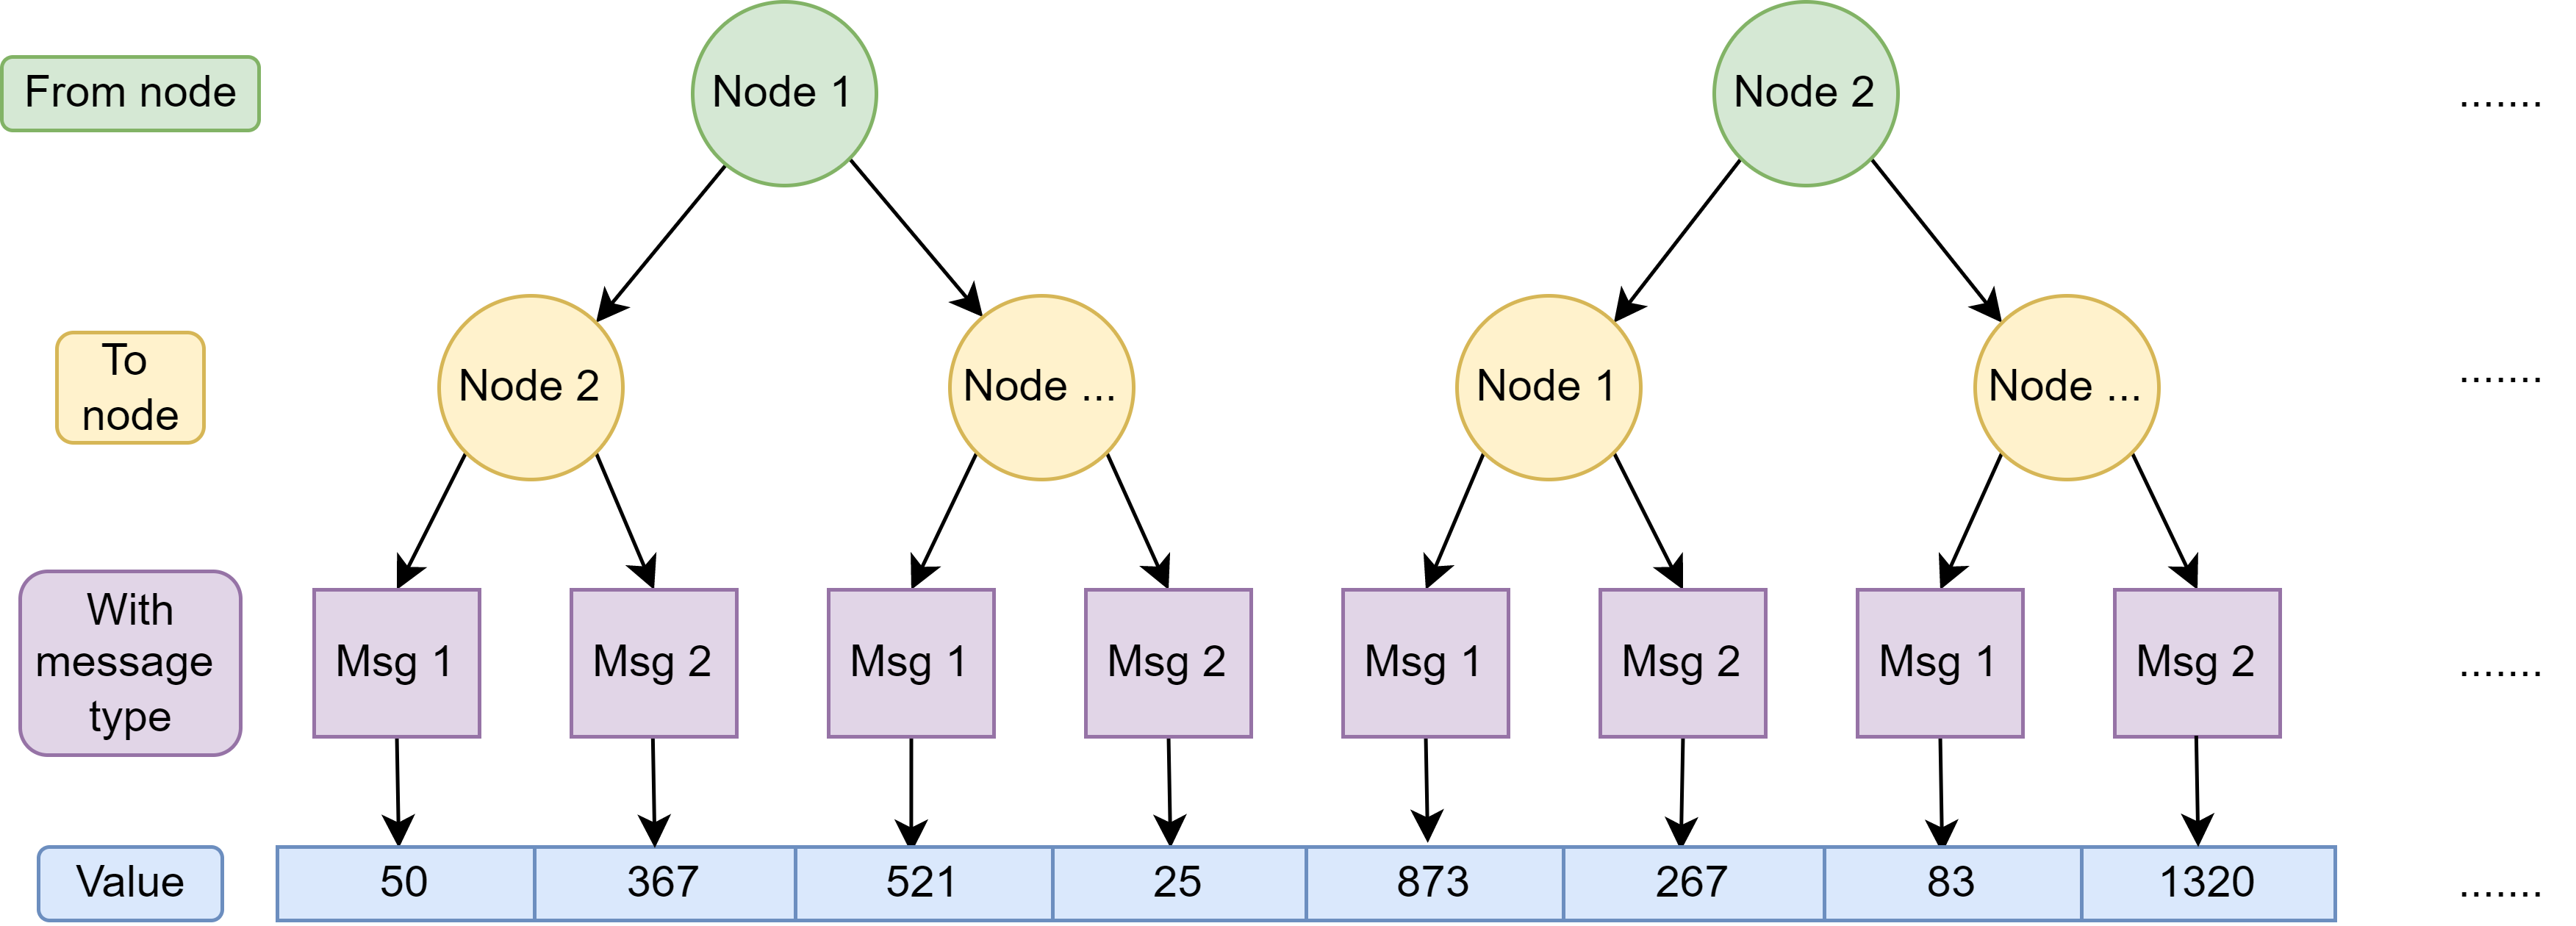 From node
Node 1
Node 2
.......
To
node
Node 2
Node ...
Node 1
Node ...
.......
With
message
type
Msg 1
Msg 2
Msg 1
Msg 2
Msg 1
Msg 2
Msg 1
Msg 2
.......
Value
50
367
521
25
873
267
83
1320
.......